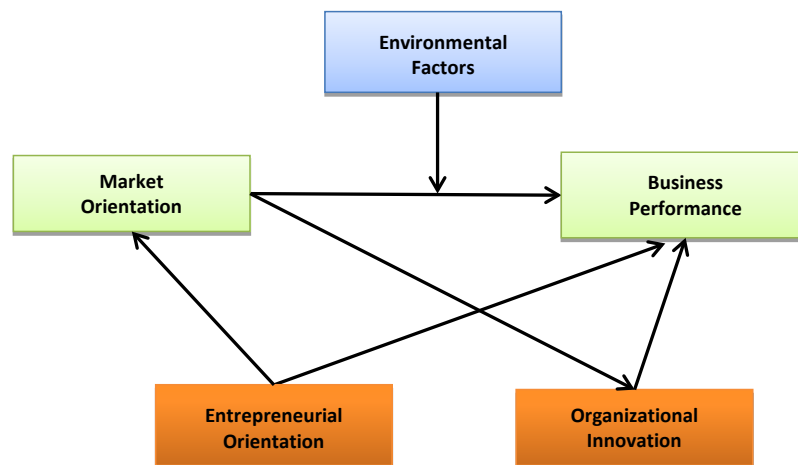 Environmental
Factors
Market
Orientation
Business
Performance
Entrepreneurial
Orientation
Organizational
Innovation